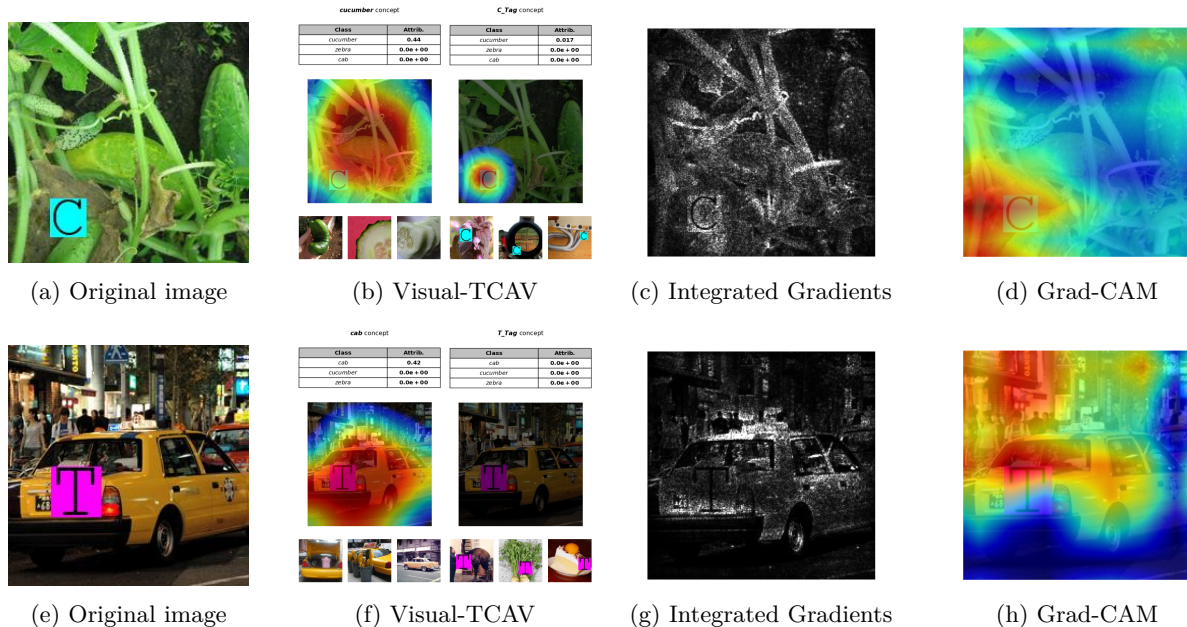 cucumber concept
C_Tag concept
Class Attrib.
cucumber 0.44
zebra 0.0e + 00
cab 0.0e + 00
Class Attrib.
cucumber 0.017
zebra 0.0e + 00
cab 0.0e + 00
C
C
C
C
C
C
C
(a) Original image
(b) Visual-TCAV
(c) Integrated Gradients
(d) Grad-CAM
cab concept
T_Tag concept
Class Attrib.
cab 0.42
cucumber 0.0e + 00
zebra 0.0e + 00
Class Attrib.
cab 0.0e + 00
cucumber 0.0e + 00
zebra 0.0e + 00
T
T
T
T
T
T
T
T
(e) Original image
(f) Visual-TCAV
(g) Integrated Gradients
(h) Grad-CAM